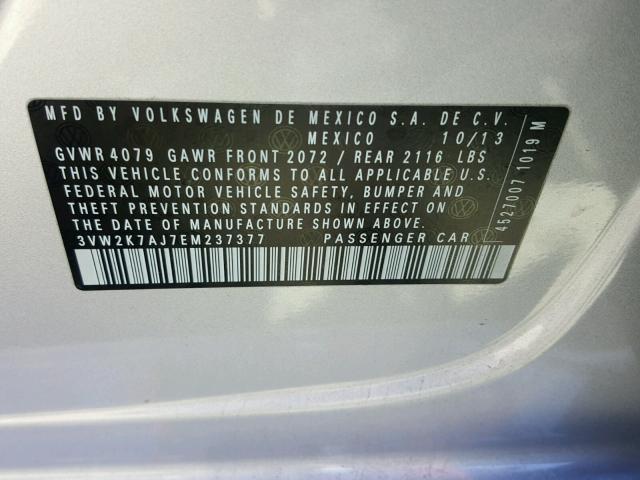 MFD BY VOLKSWAGEN DE MEXICO S.A. DE C.V.
MEXICO 10/13
GVWR 4079 GAWR FRONT 2072 / REAR 2116 LBS
THIS VEHICLE CONFORMS TO ALL APPLICABLE U.S.
FEDERAL MOTOR VEHICLE SAFETY, BUMPER AND
THEFT PREVENTION STANDARDS IN EFFECT ON
THE DATE OF MANUFACTURE SHOWN ABOVE.
3VW2K7AJ7EM237377 PASSENGER CAR
4527007 1019 M